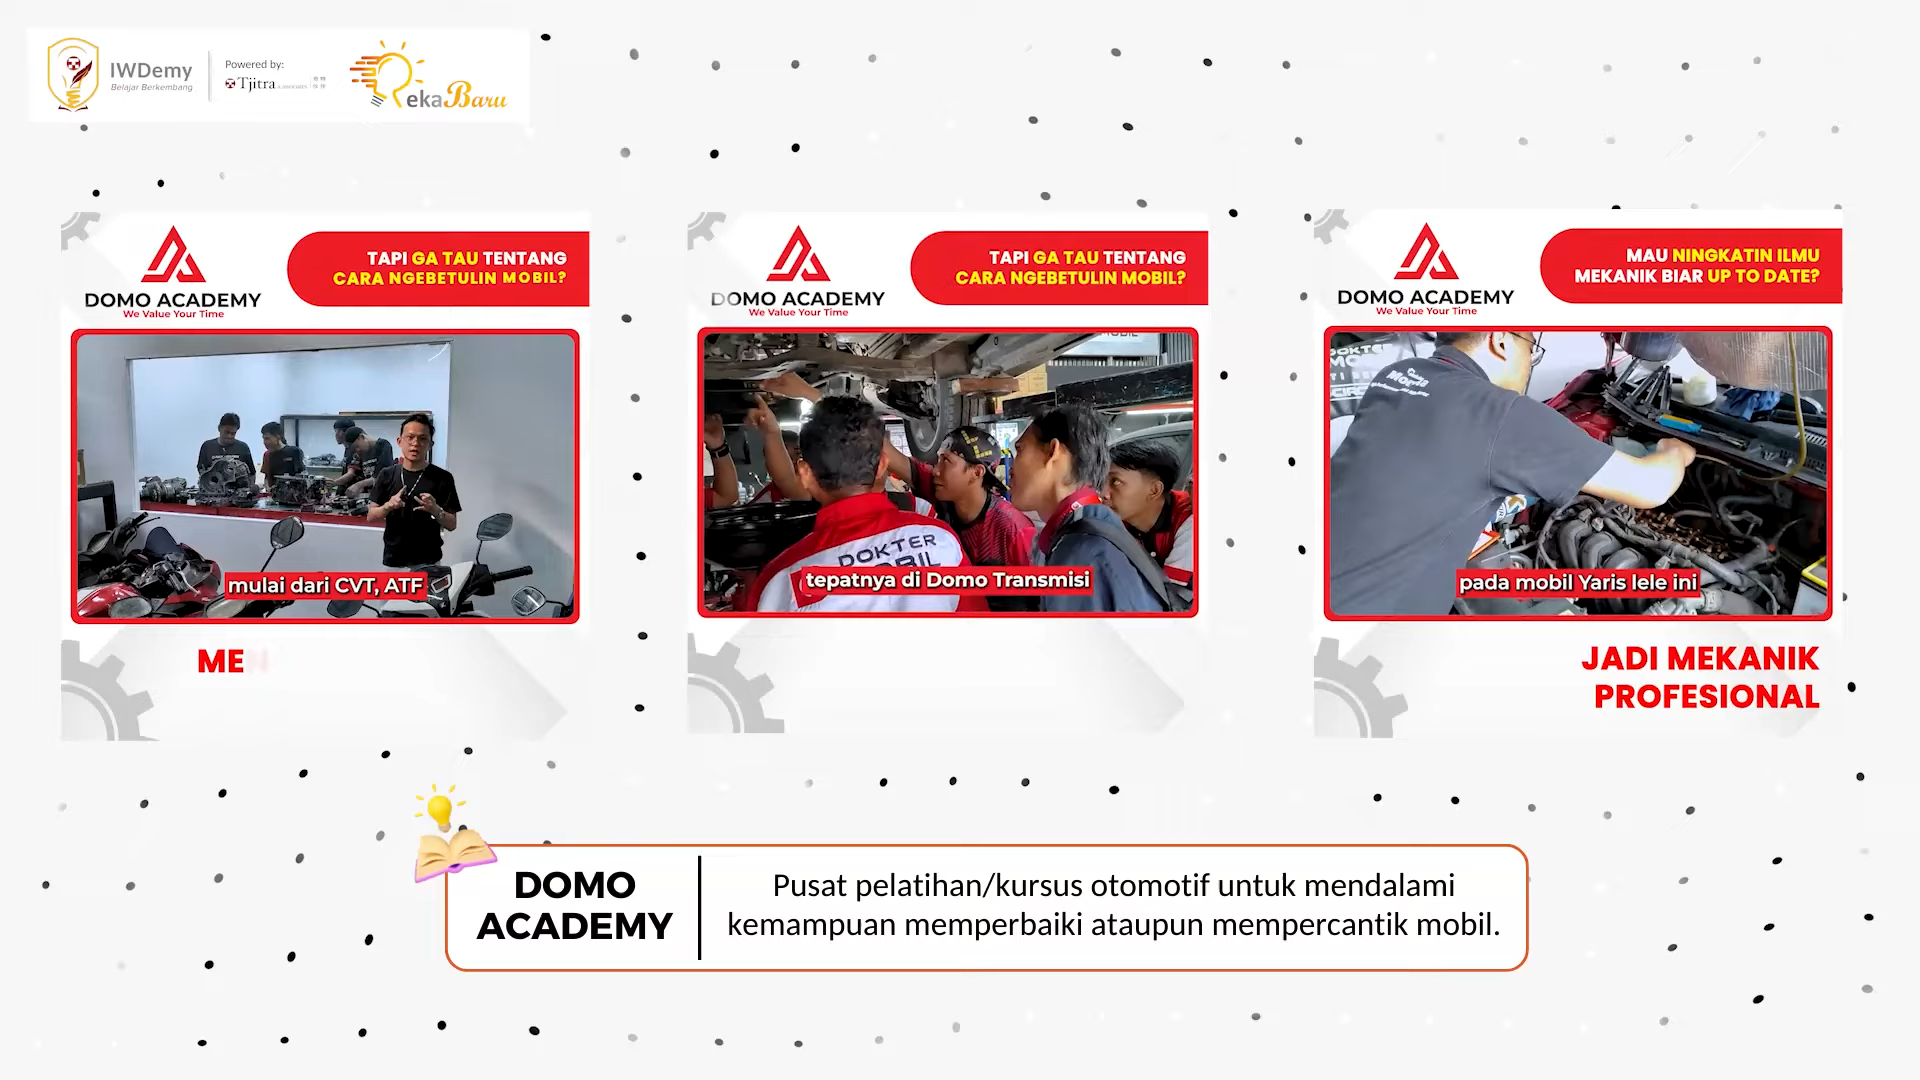 IWDemy
Belajar Berkembang
Powered by:
Tjitra
ekaBaru
DOMO ACADEMY
We Value Your Time
TAPI GA TAU TENTANG
CARA NGEBETULIN MOBIL?
mulai dari CVT, ATF
ME
DOMO ACADEMY
We Value Your Time
TAPI GA TAU TENTANG
CARA NGEBETULIN MOBIL?
DOKTER
tepatnya di Domo Transmisi
DOMO ACADEMY
We Value Your Time
MAU NINGKATIN ILMU
MEKANIK BIAR UP TO DATE?
pada mobil Yaris lele ini
JADI MEKANIK
PROFESIONAL
DOMO
ACADEMY
Pusat pelatihan/kursus otomotif untuk mendalami
kemampuan memperbaiki ataupun mempercantik mobil.